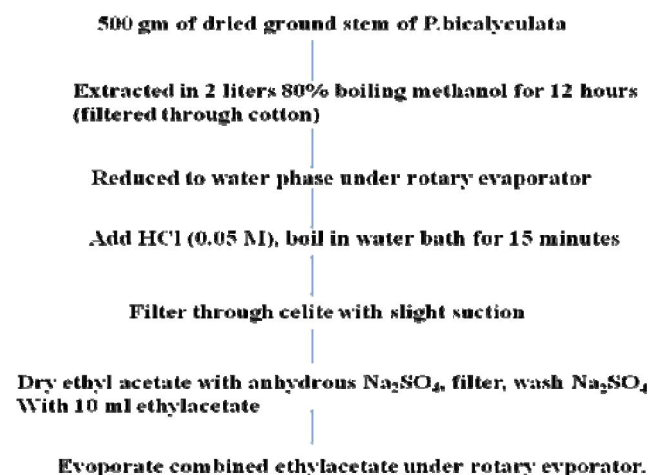 500 gm of dried ground stem of P.bicalyculata
Extracted in 2 liters 80% boiling methanol for 12 hours
(filtered through cotton)
Reduced to water phase under rotary evaporator
Add HCl (0.05 M), boil in water bath for 15 minutes
Filter through celite with slight suction
Dry ethyl acetate with anhydrous Na₂SO₄, filter, wash Na₂SO₄
With 10 ml ethylacetate
Evoporate combined ethylacetate under rotary evporator.